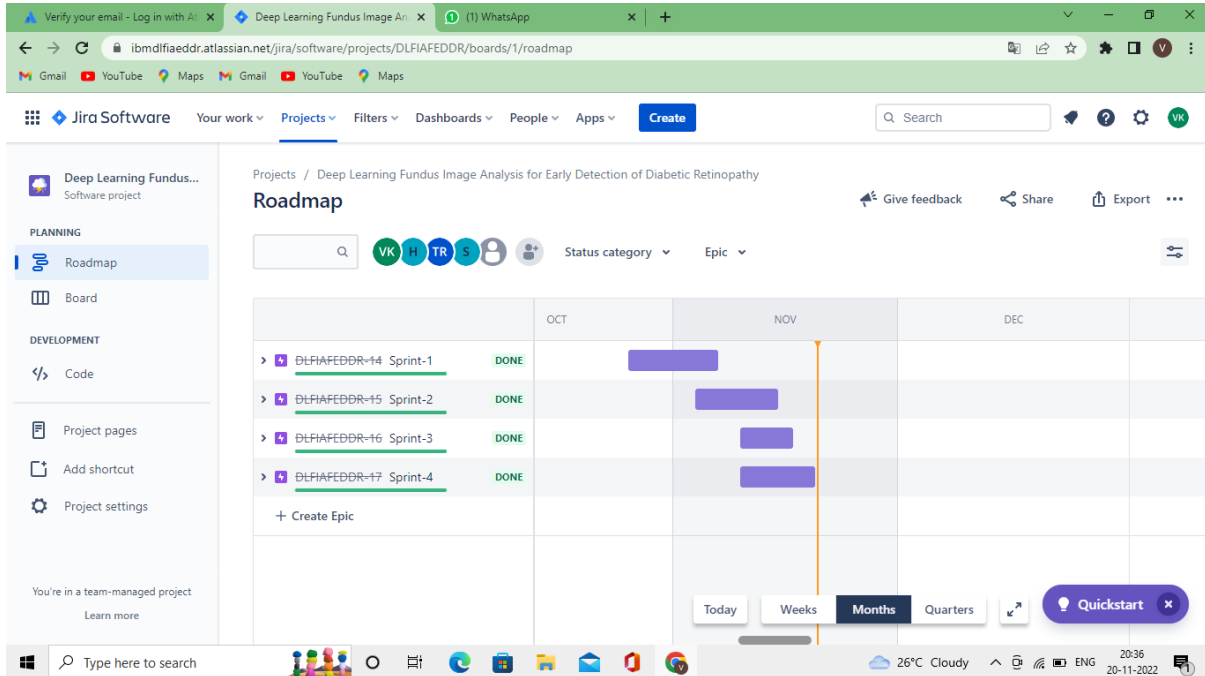 Verify your email - Log in with At
Deep Learning Fundus Image An
(1) WhatsApp
ibmdlfiaeddr.atlassian.net/jira/software/projects/DLFIAFEDDR/boards/1/roadmap
V
Gmail YouTube Maps Gmail YouTube Maps
Jira Software Your work Projects Filters Dashboards People Apps Create Search VK
Deep Learning Fundus...
Software project
PLANNING
Roadmap
Board
DEVELOPMENT
Code
Project pages
Add shortcut
Project settings
You're in a team-managed project
Learn more
Projects / Deep Learning Fundus Image Analysis for Early Detection of Diabetic Retinopathy
Roadmap
Give feedback Share Export
VK H TR S Status category Epic
OCT NOV DEC
DLFIAFEDDR-14 Sprint-1 DONE
DLFIAFEDDR-15 Sprint-2 DONE
DLFIAFEDDR-16 Sprint-3 DONE
DLFIAFEDDR-17 Sprint-4 DONE
+ Create Epic
Today Weeks Months Quarters Quickstart
Type here to search
26°C Cloudy
ENG
20:36
20-11-2022
1